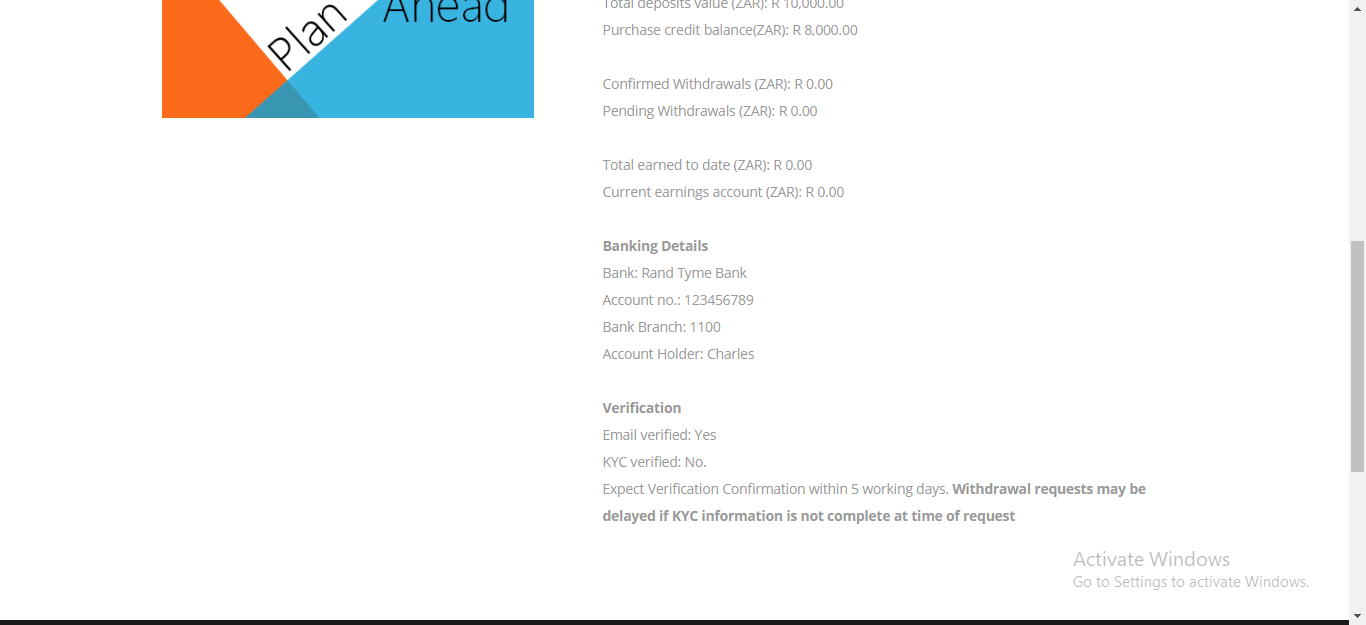 Plan
Ahead
Total deposits value (ZAR): R 10,000.00
Purchase credit balance(ZAR): R 8,000.00
Confirmed Withdrawals (ZAR): R 0.00
Pending Withdrawals (ZAR): R 0.00
Total earned to date (ZAR): R 0.00
Current earnings account (ZAR): R 0.00
Banking Details
Bank: Rand Tyme Bank
Account no.: 123456789
Bank Branch: 1100
Account Holder: Charles
Verification
Email verified: Yes
KYC verified: No.
Expect Verification Confirmation within 5 working days. Withdrawal requests may be
delayed if KYC information is not complete at time of request
Activate Windows
Go to Settings to activate Windows.